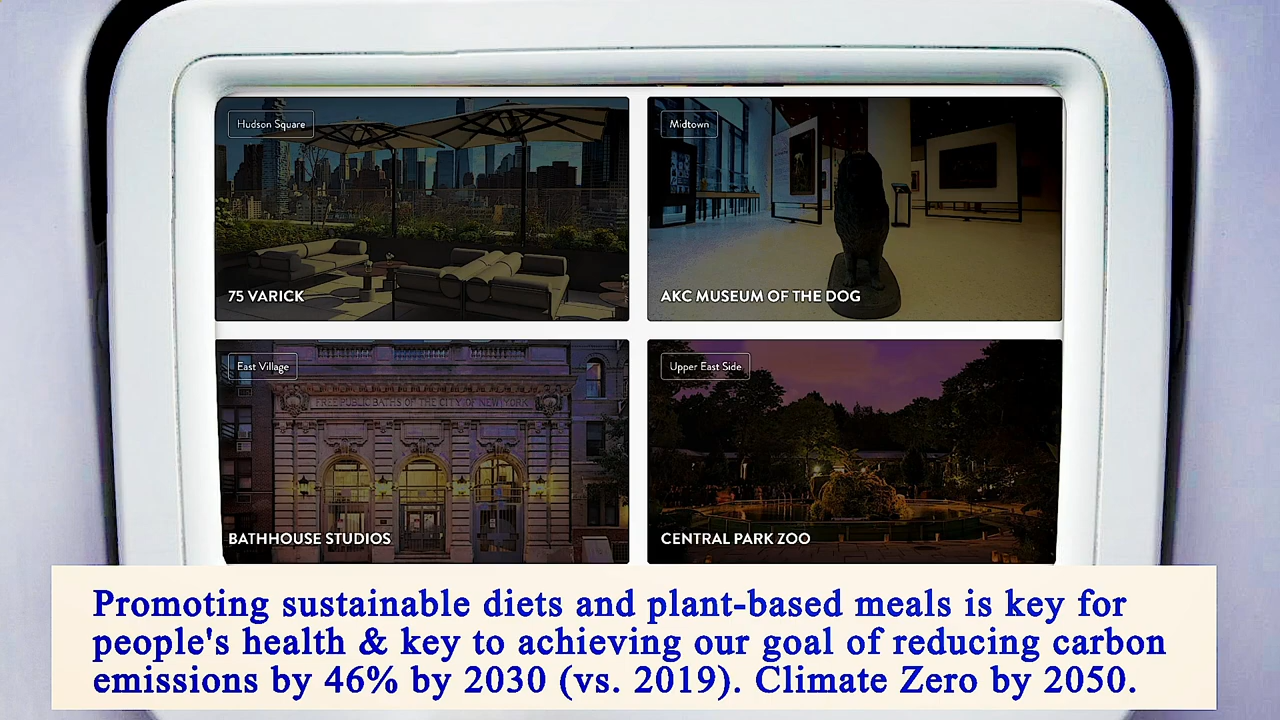 Hudson Square
Midtown
75 VARICK
AKC MUSEUM OF THE DOG
East Village
Upper East Side
FREE PUBLIC BATHS OF THE CITY OF NEW YORK
BATHHOUSE STUDIOS
CENTRAL PARK ZOO
Promoting sustainable diets and plant-based meals is key for
people's health & key to achieving our goal of reducing carbon
emissions by 46% by 2030 (vs. 2019). Climate Zero by 2050.